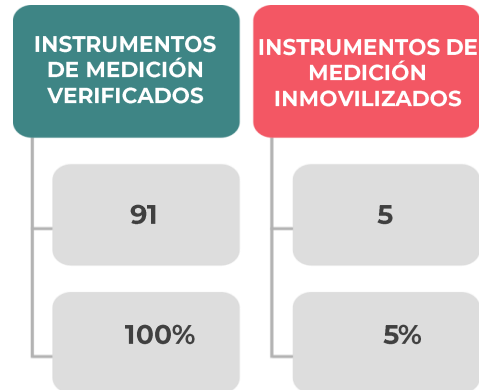 INSTRUMENTOS
DE MEDICIÓN
VERIFICADOS
91
100%
INSTRUMENTOS DE
MEDICIÓN
INMOVILIZADOS
5
5%